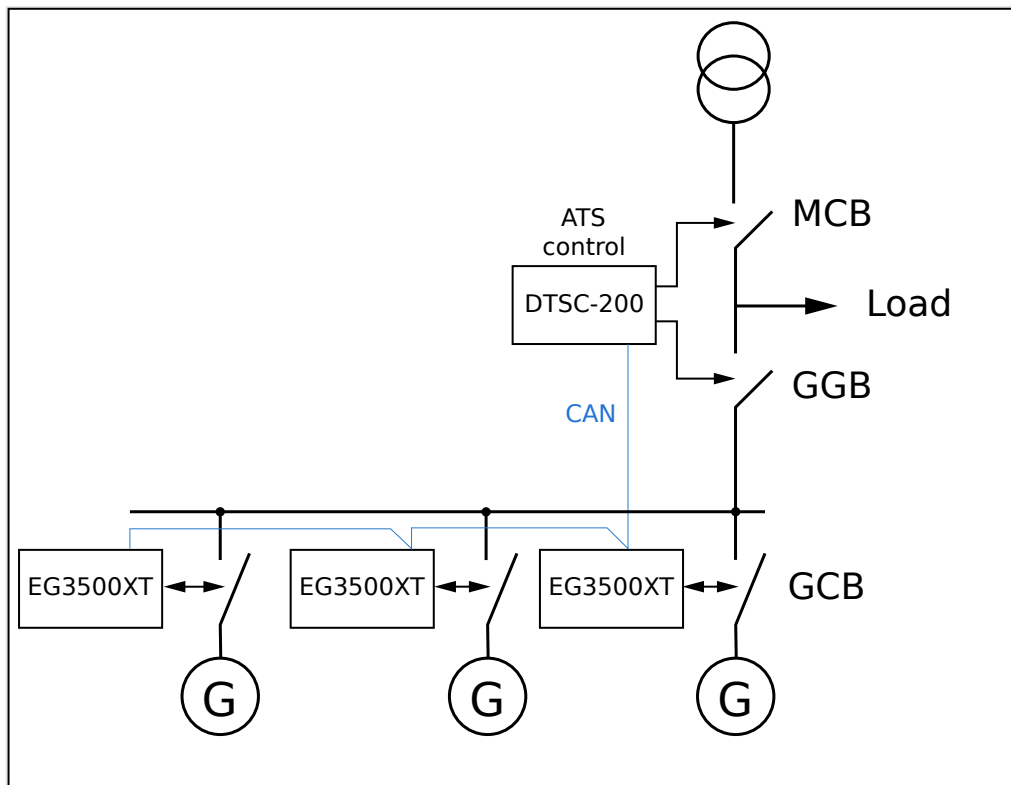 MCB
ATS
control
DTSC-200
Load
GGB
CAN
EG3500XT
EG3500XT
EG3500XT
GCB
G
G
G